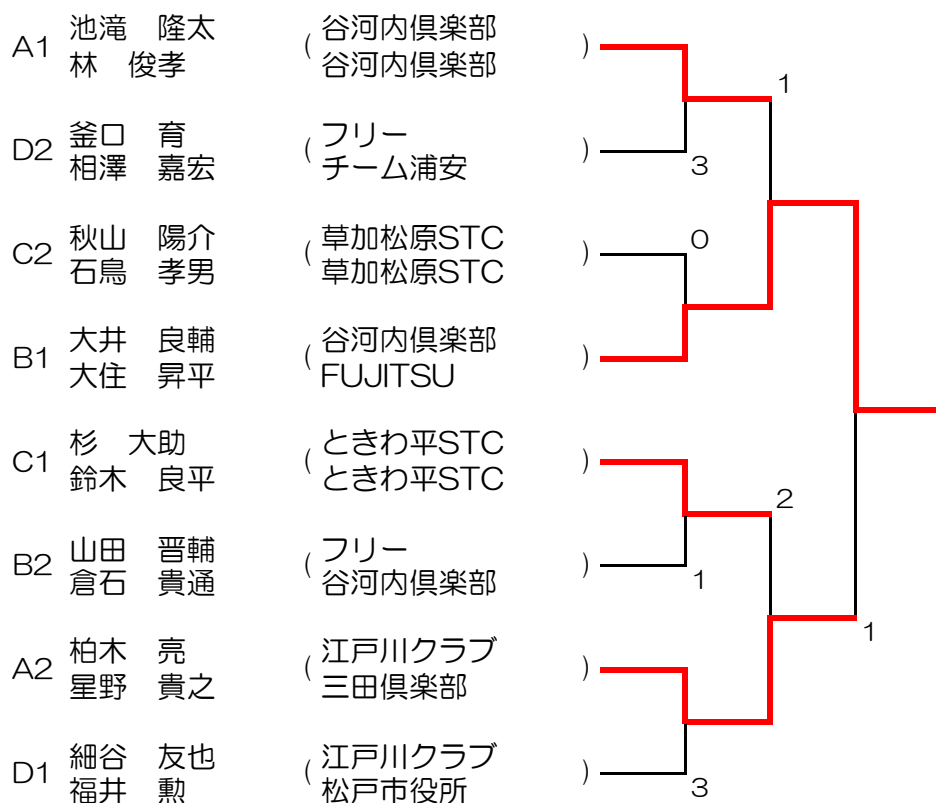 A1 池滝 隆太 ( 谷河内倶楽部 )
林 俊孝 谷河内倶楽部
1
D2 釜口 育 ( フリー )
相澤 嘉宏 チーム浦安
3
C2 秋山 陽介 ( 草加松原STC )
石鳥 孝男 草加松原STC
0
B1 大井 良輔 ( 谷河内倶楽部 )
大住 昇平 FUJITSU
C1 杉 大助 ( ときわ平STC )
鈴木 良平 ときわ平STC
2
B2 山田 晋輔 ( フリー )
倉石 貴通 谷河内倶楽部
1
A2 柏木 亮 ( 江戸川クラブ )
星野 貴之 三田倶楽部
1
D1 細谷 友也 ( 江戸川クラブ )
福井 勲 松戸市役所
3